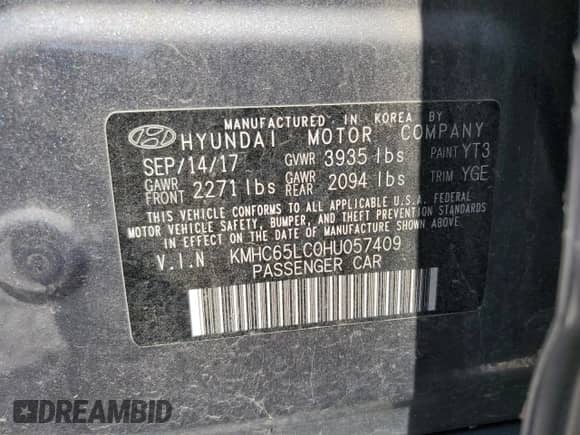 MANUFACTURED IN KOREA BY
HYUNDAI MOTOR COMPANY
SEP/14/17 GVWR 3935 lbs PAINT YT3
GAWR FRONT 2271 lbs GAWR REAR 2094 lbs TRIM YGE
THIS VEHICLE CONFORMS TO ALL APPLICABLE U.S.A. FEDERAL
MOTOR VEHICLE SAFETY, BUMPER, AND THEFT PREVENTION STANDARDS
IN EFFECT ON THE DATE OF MANUFACTURE SHOWN ABOVE.
V.I.N KMHC65LC0HU057409
PASSENGER CAR
DREAMBID